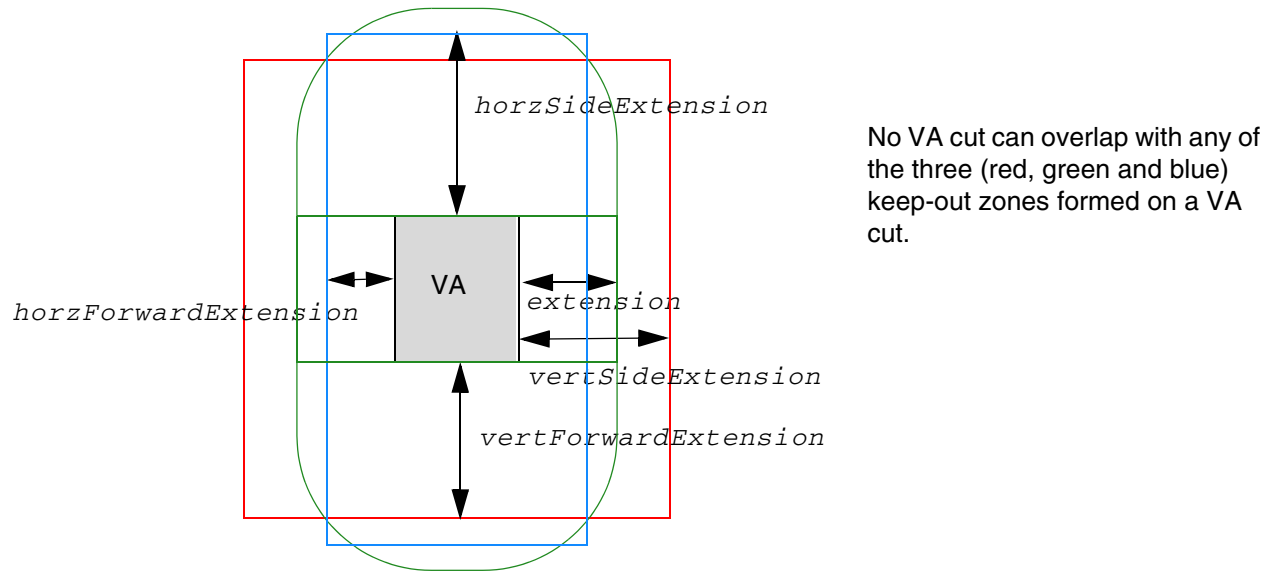 horzSideExtension
No VA cut can overlap with any of
the three (red, green and blue)
keep-out zones formed on a VA
cut.
VA
extension
horzForwardExtension
vertSideExtension
vertForwardExtension